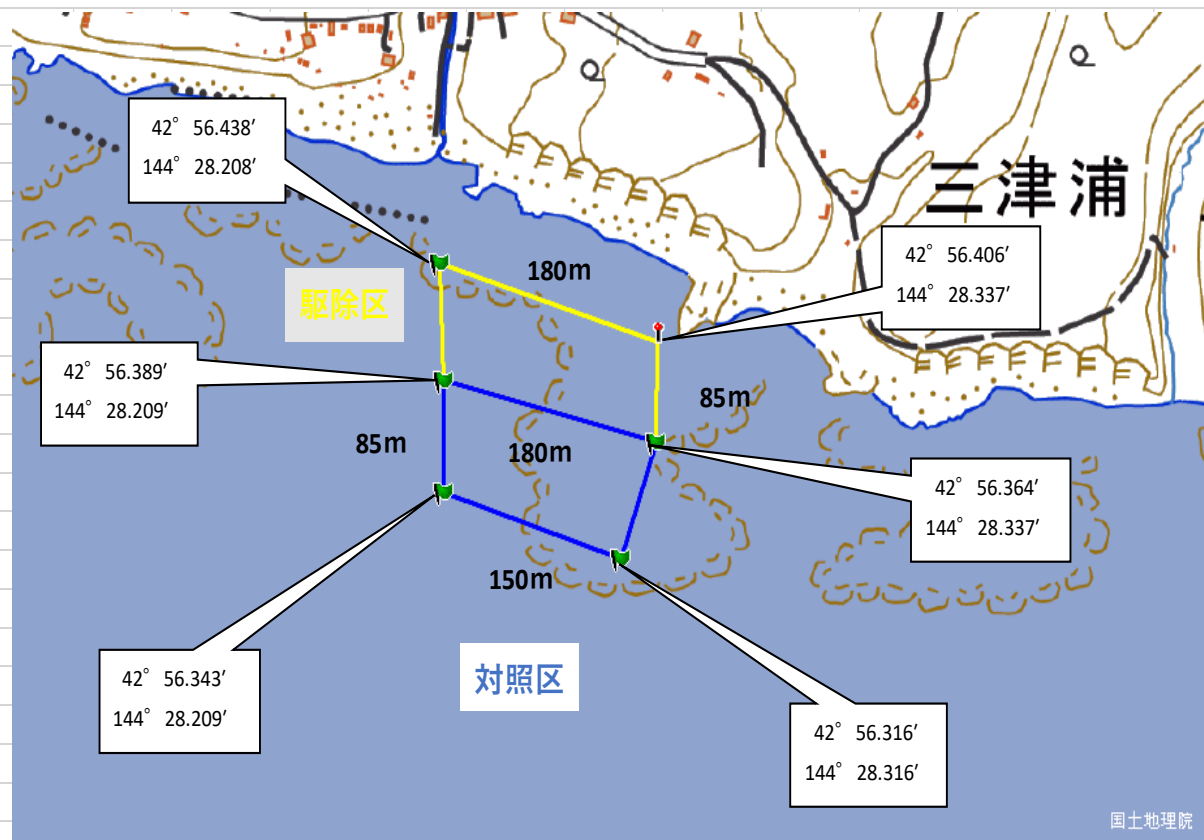 42° 56.438′
144° 28.208′
三津浦
42° 56.406′
144° 28.337′
180m
駆除区
42° 56.389′
144° 28.209′
85m
85m
180m
42° 56.364′
144° 28.337′
150m
42° 56.343′
144° 28.209′
対照区
42° 56.316′
144° 28.316′
国土地理院